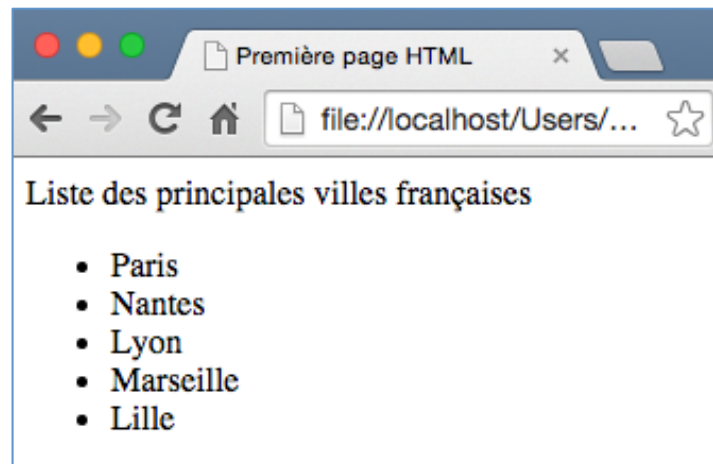 Première page HTML
file://localhost/Users/...
Liste des principales villes françaises
Paris
Nantes
Lyon
Marseille
Lille